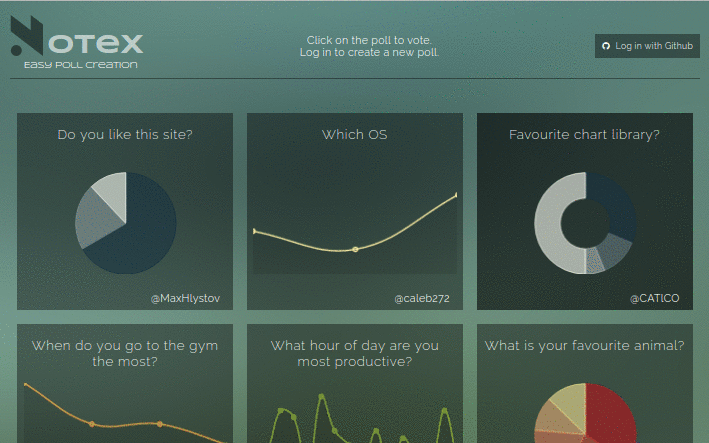 Votex
Easy poll creation
Click on the poll to vote.
Log in to create a new poll.
Log in with Github
Do you like this site?
@MaxHlystov
Which OS
@caleb272
Favourite chart library?
@CATICO
When do you go to the gym
the most?
What hour of day are you
most productive?
What is your favourite animal?